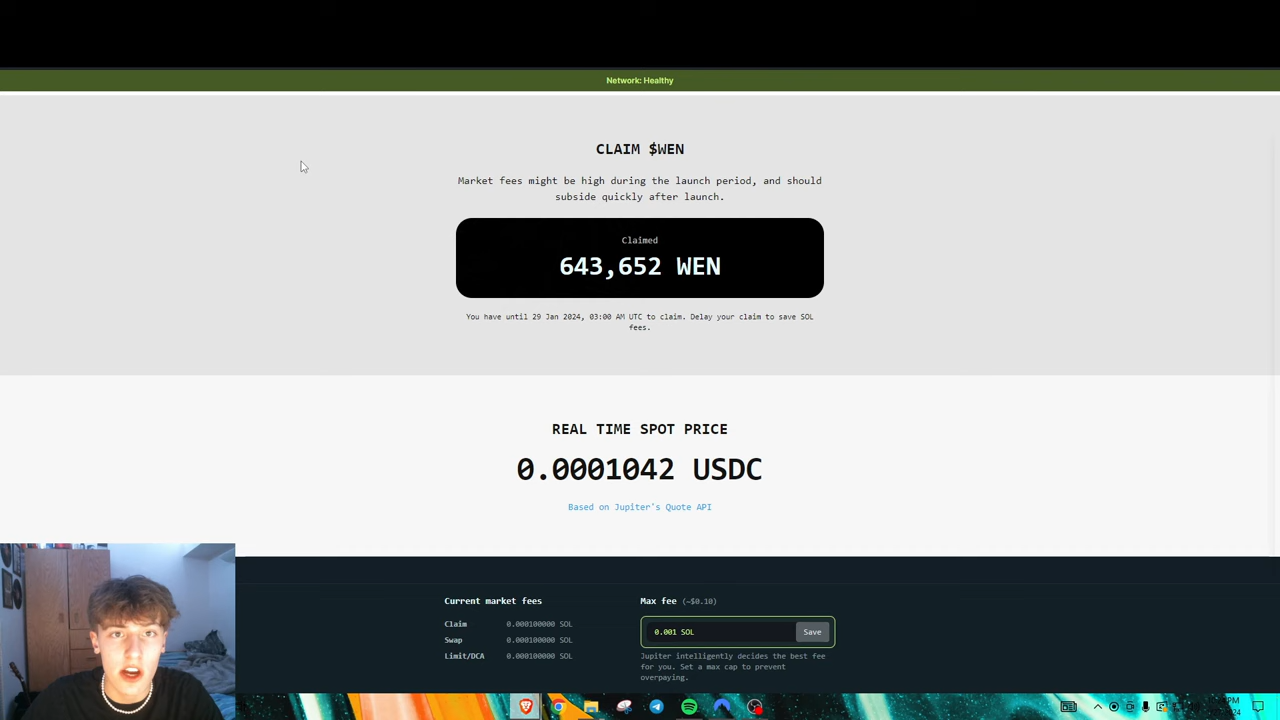 Network: Healthy
CLAIM $WEN
Market fees might be high during the launch period, and should
subside quickly after launch.
Claimed
643,652 WEN
You have until 29 Jan 2024, 03:00 AM UTC to claim. Delay your claim to save SOL
fees.
REAL TIME SPOT PRICE
0.0001042 USDC
Based on Jupiter's Quote API
Current market fees
Claim 0.000100000 SOL
Swap 0.000100000 SOL
Limit/DCA 0.000100000 SOL
Max fee (~$0.10)
0.001 SOL
Save
Jupiter intelligently decides the best fee
for you. Set a max cap to prevent
overpaying.